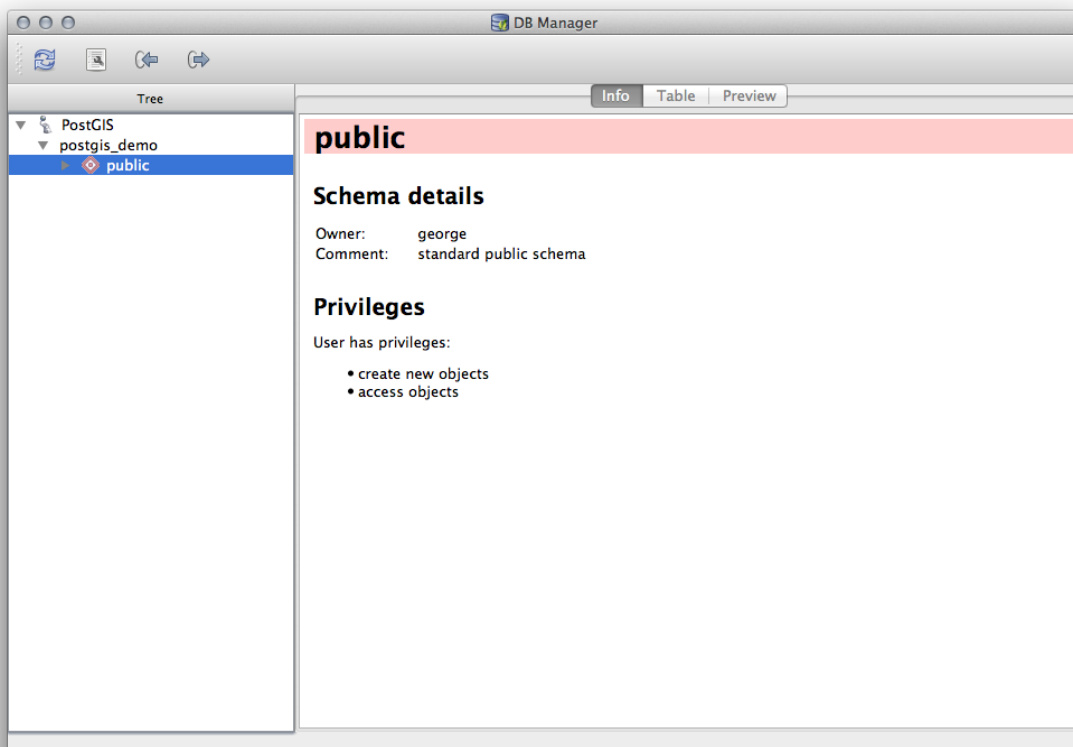 DB Manager
Tree
Info Table Preview
PostGIS
postgis_demo
public
public
Schema details
Owner: george
Comment: standard public schema
Privileges
User has privileges:
• create new objects
• access objects